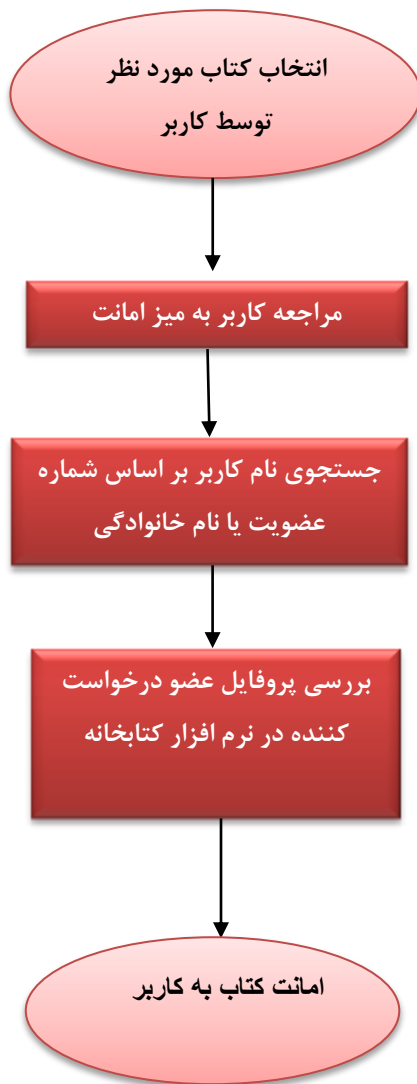 انتخاب کتاب مورد نظر
توسط کاربر
مراجعه کاربر به میز امانت
جستجوی نام کاربر بر اساس شماره
عضویت یا نام خانوادگی
بررسی پروفایل عضو درخواست
کننده در نرم افزار کتابخانه
امانت کتاب به کاربر